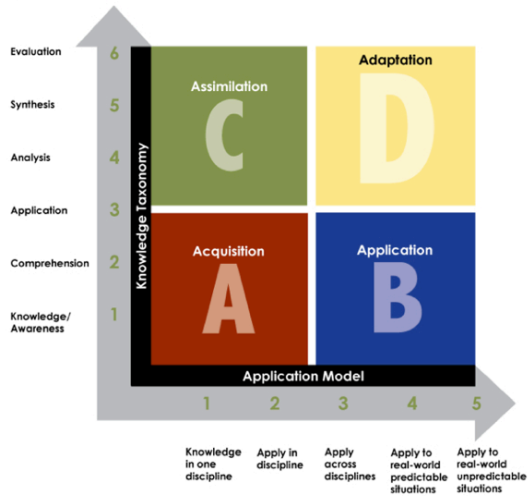 Evaluation 6
Synthesis 5
Analysis 4
Application 3
Comprehension 2
Knowledge/
Awareness 1
Knowledge Taxonomy
Assimilation
C
Adaptation
D
Acquisition
A
Application
B
Application Model
1 2 3 4 5
Knowledge
in one
discipline
Apply in
discipline
Apply
across
disciplines
Apply to
real-world
predictable
situations
Apply to
real-world
unpredictable
situations